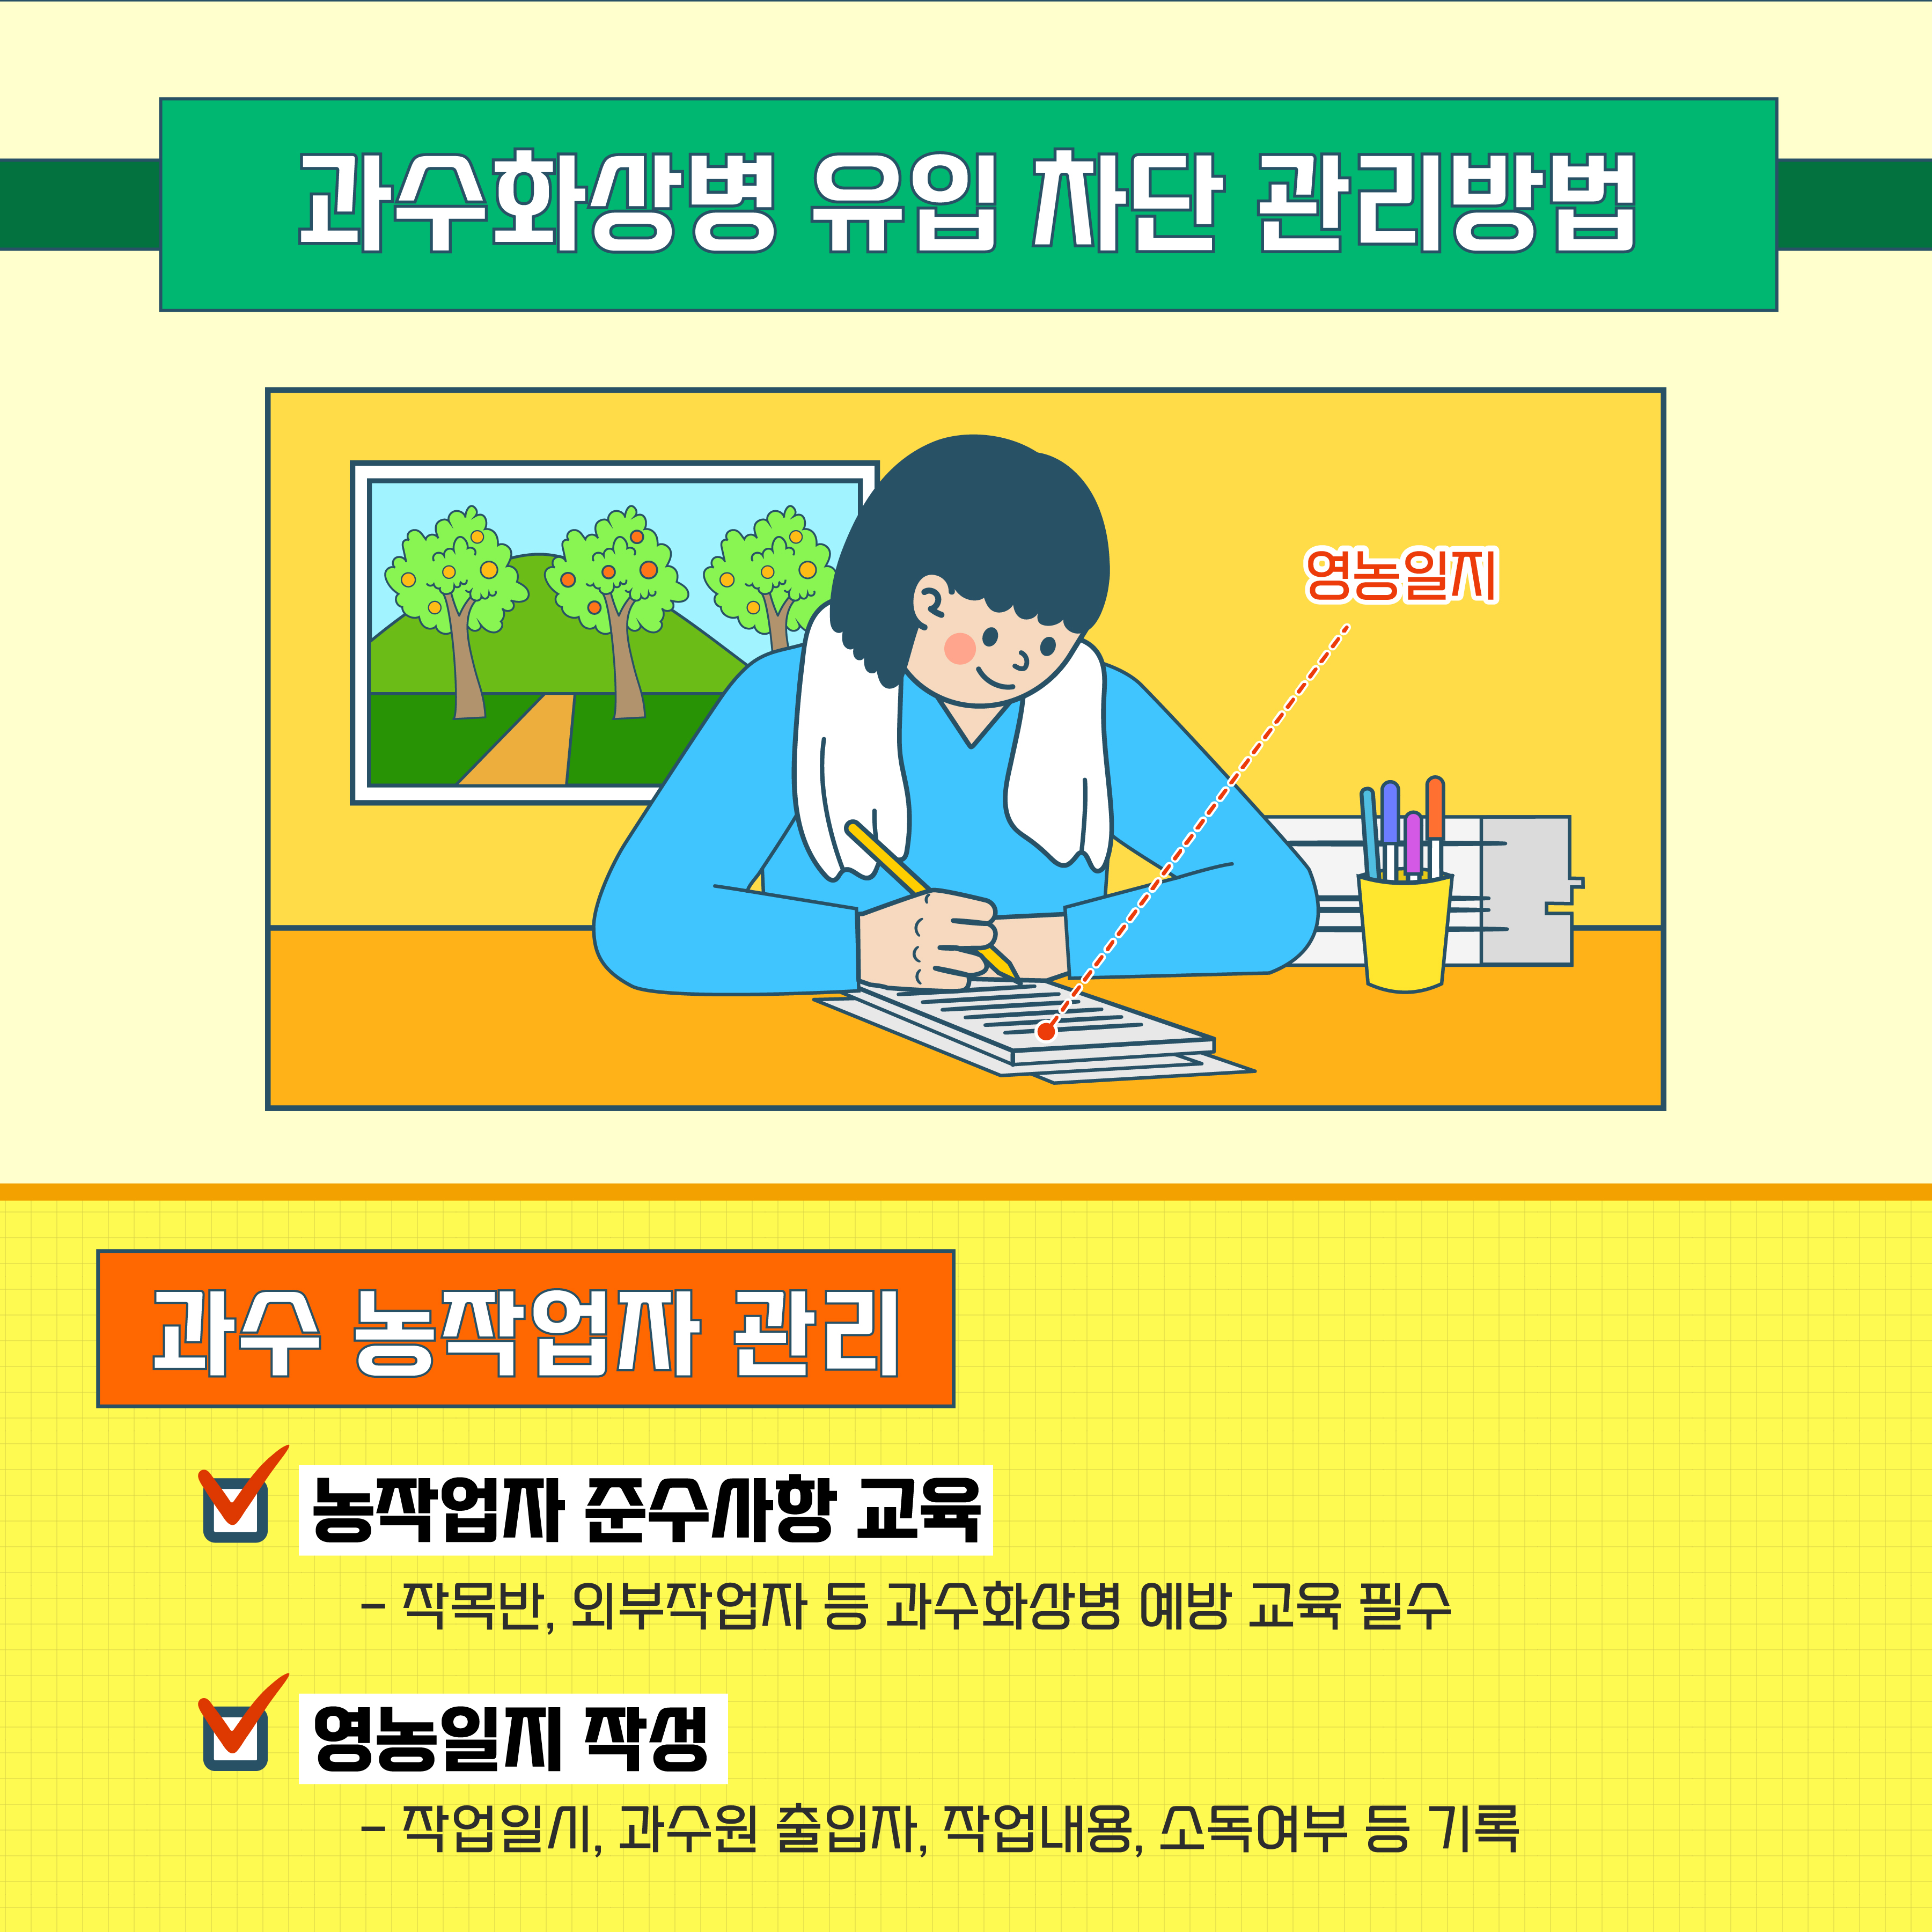 과수화상병 유입 차단 관리방법
영농일지
과수 농작업자 관리
농작업자 준수사항 교육
- 작목반, 외부작업자 등 과수화상병 예방 교육 필수
영농일지 작성
- 작업일시, 과수원 출입자, 작업내용, 소독여부 등 기록